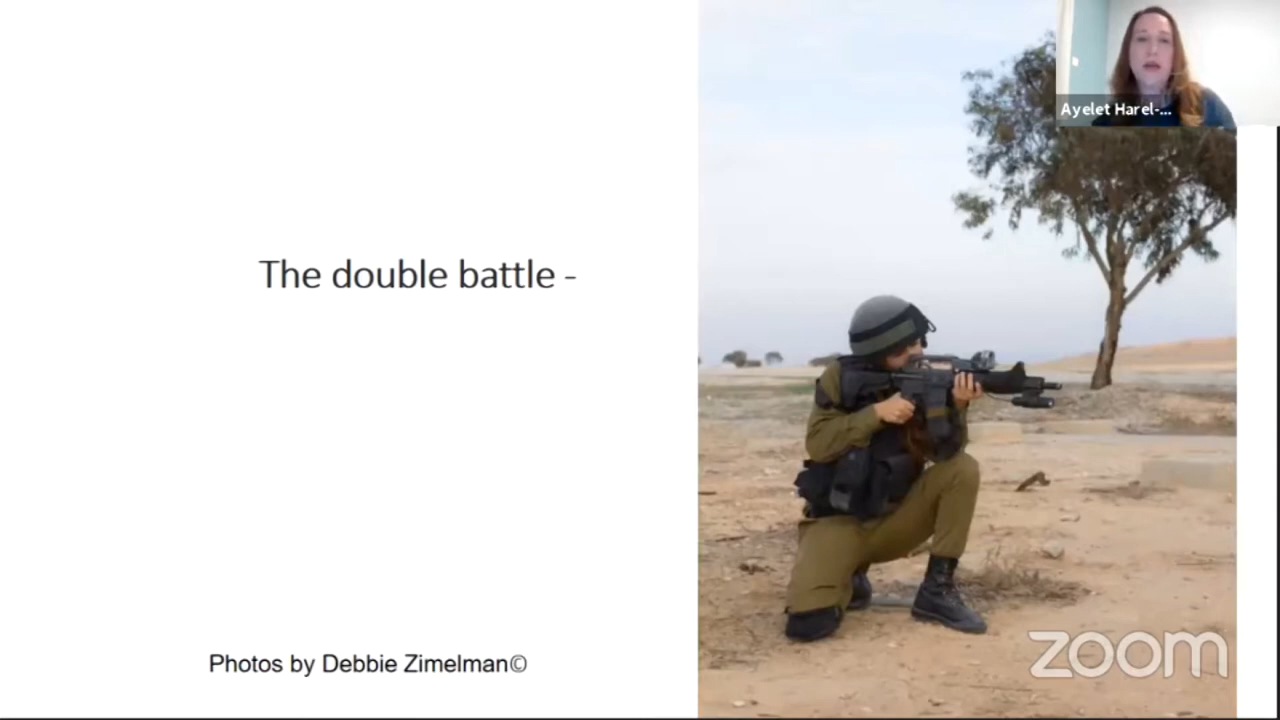 The double battle -
Ayelet Harel-...
Photos by Debbie Zimelman©
zoom